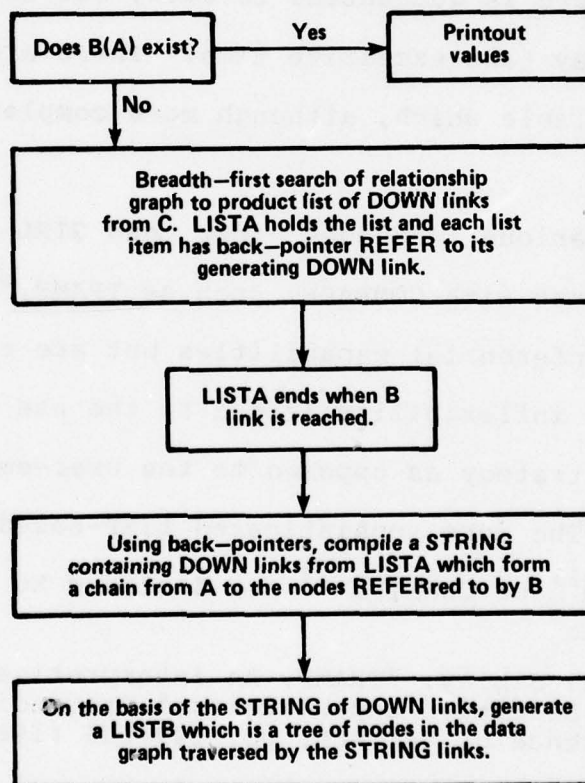 Does B(A) exist?
Yes
Printout
values
No
Breadth—first search of relationship
graph to product list of DOWN links
from C. LISTA holds the list and each list
item has back—pointer REFER to its
generating DOWN link.
LISTA ends when B
link is reached.
Using back—pointers, compile a STRING
containing DOWN links from LISTA which form
a chain from A to the nodes REFERred to by B
On the basis of the STRING of DOWN links, generate
a LISTB which is a tree of nodes in the data
graph traversed by the STRING links.